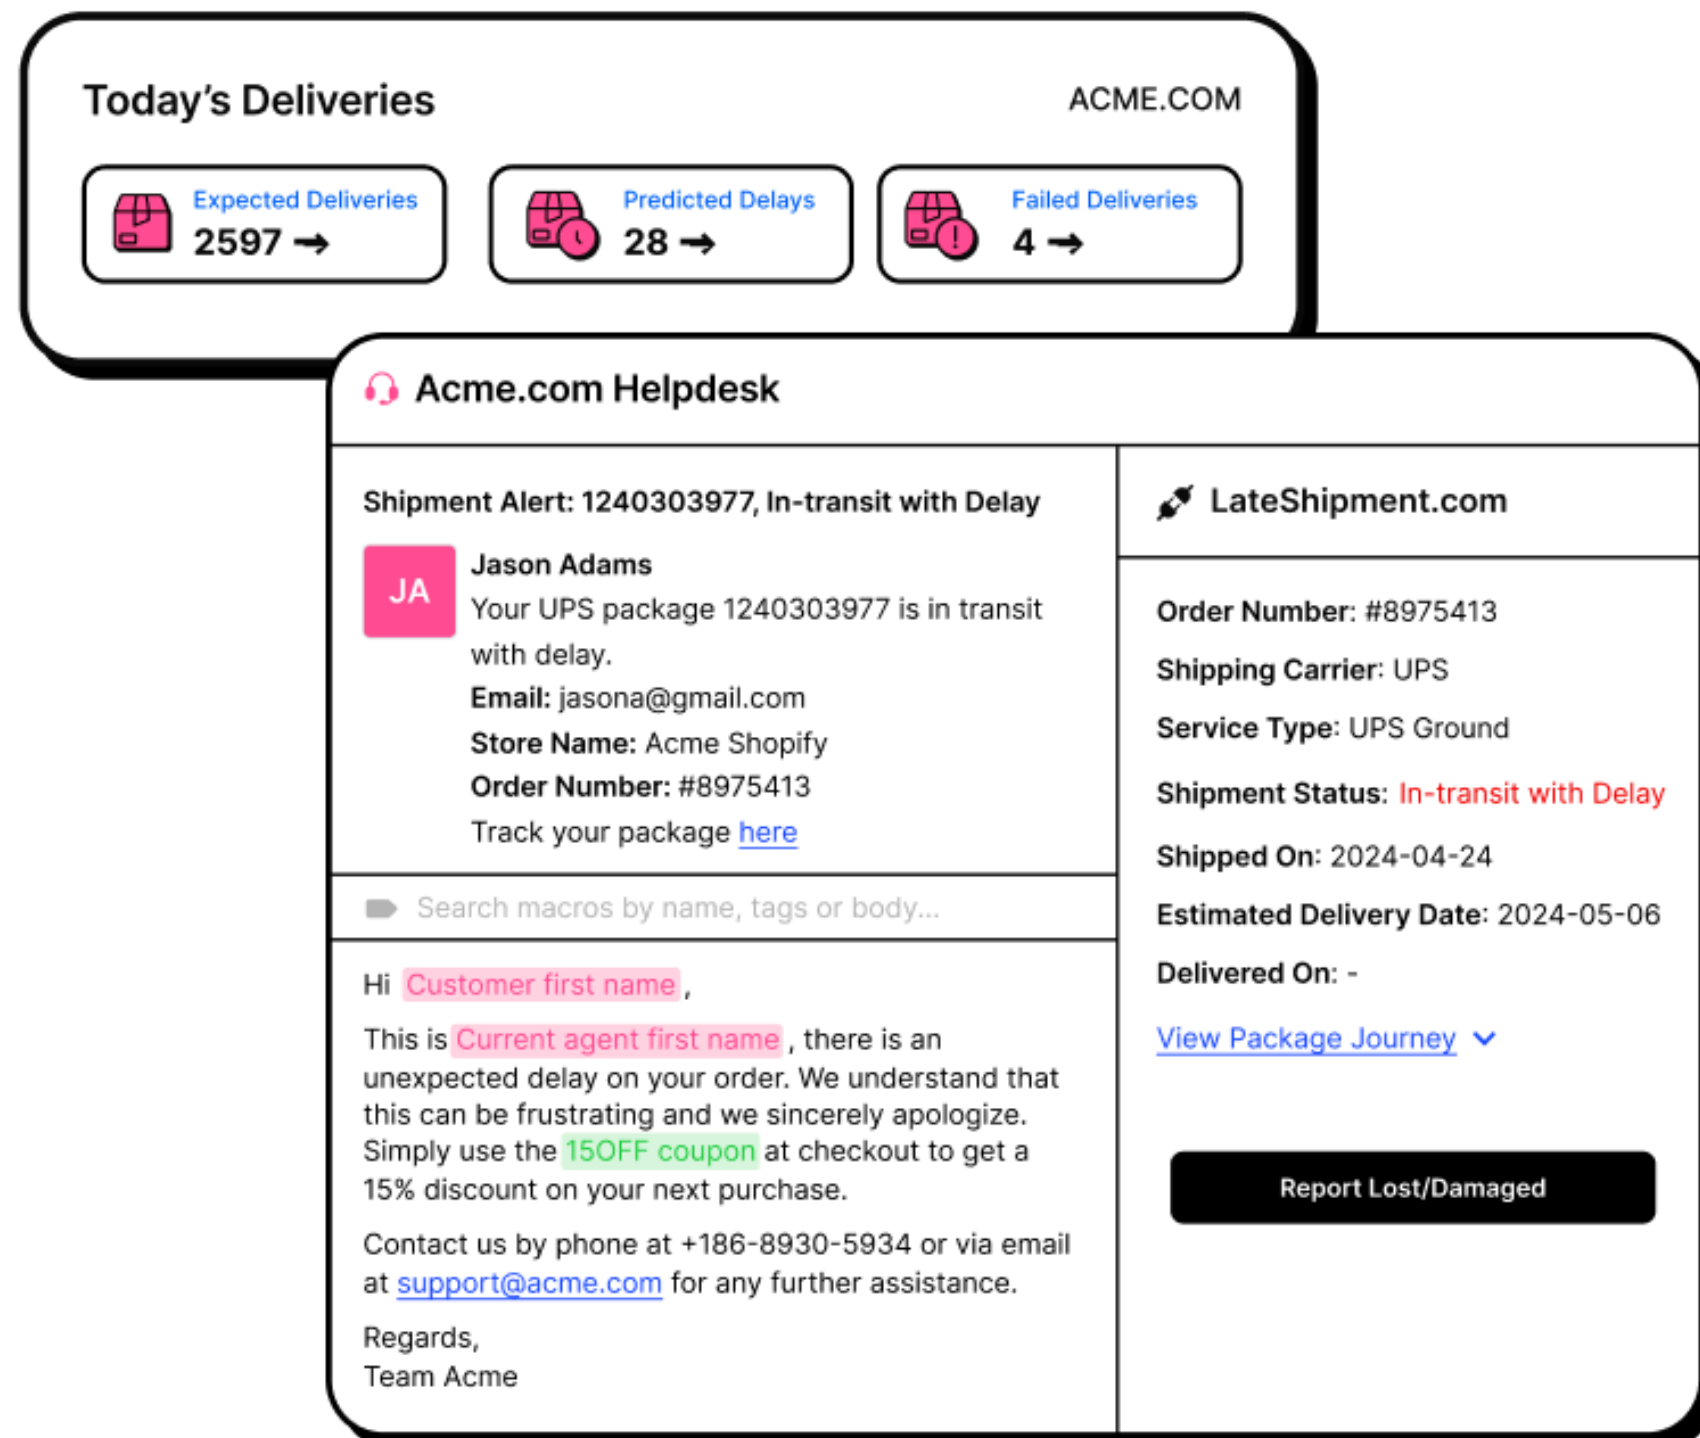 Today's Deliveries
ACME.COM
Expected Deliveries
2597 →
Predicted Delays
28 →
Failed Deliveries
4 →
Acme.com Helpdesk
Shipment Alert: 1240303977, In-transit with Delay
JA
Jason Adams
Your UPS package 1240303977 is in transit
with delay.
Email: jasona@gmail.com
Store Name: Acme Shopify
Order Number: #8975413
Track your package here
Search macros by name, tags or body...
Hi Customer first name ,
This is Current agent first name , there is an
unexpected delay on your order. We understand that
this can be frustrating and we sincerely apologize.
Simply use the 15OFF coupon at checkout to get a
15% discount on your next purchase.
Contact us by phone at +186-8930-5934 or via email
at support@acme.com for any further assistance.
Regards,
Team Acme
LateShipment.com
Order Number: #8975413
Shipping Carrier: UPS
Service Type: UPS Ground
Shipment Status: In-transit with Delay
Shipped On: 2024-04-24
Estimated Delivery Date: 2024-05-06
Delivered On: -
View Package Journey
Report Lost/Damaged